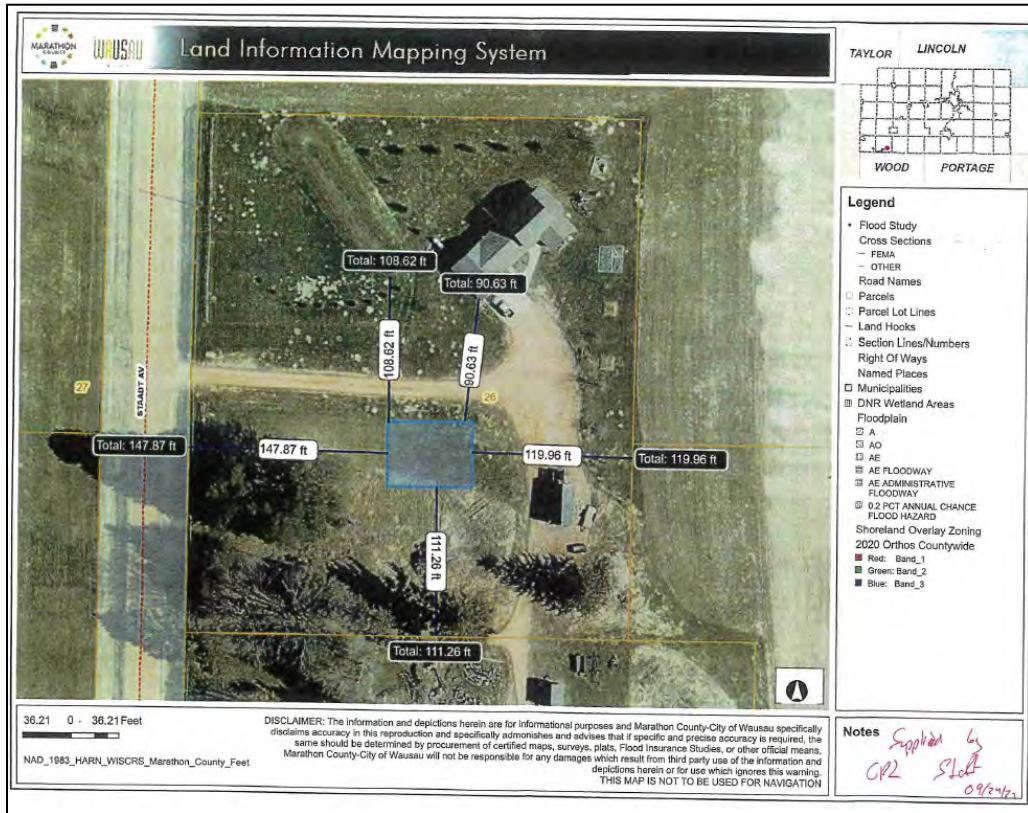 MARATHON
COUNTY
WAUSAU
Land Information Mapping System
TAYLOR
LINCOLN
WOOD
PORTAGE
Total: 108.62 ft
Total: 90.63 ft
108.62 ft
90.63 ft
27
26
STAADT AV
Total: 147.87 ft
147.87 ft
119.96 ft
Total: 119.96 ft
111.26 ft
Total: 111.26 ft
Legend
Flood Study
Cross Sections
FEMA
OTHER
Road Names
Parcels
Parcel Lot Lines
Land Hooks
Section Lines/Numbers
Right Of Ways
Named Places
Municipalities
DNR Wetland Areas
Floodplain
A
AO
AE
AE FLOODWAY
AE ADMINISTRATIVE
FLOODWAY
0.2 PCT ANNUAL CHANCE
FLOOD HAZARD
Shoreland Overlay Zoning
2020 Orthos Countywide
Red: Band_1
Green: Band_2
Blue: Band_3
36.21 0 - 36.21 Feet
NAD_1983_HARN_WISCRS_Marathon_County_Feet
DISCLAIMER: The information and depictions herein are for informational purposes and Marathon County-City of Wausau specifically
disclaims accuracy in this reproduction and specifically admonishes and advises that if specific and precise accuracy is required, the
same should be determined by procurement of certified maps, surveys, plats, Flood Insurance Studies, or other official means.
Marathon County-City of Wausau will not be responsible for any damages which result from third party use of the information and
depictions herein or for use which ignores this warning.
THIS MAP IS NOT TO BE USED FOR NAVIGATION
Notes
Supplied by
CPZ